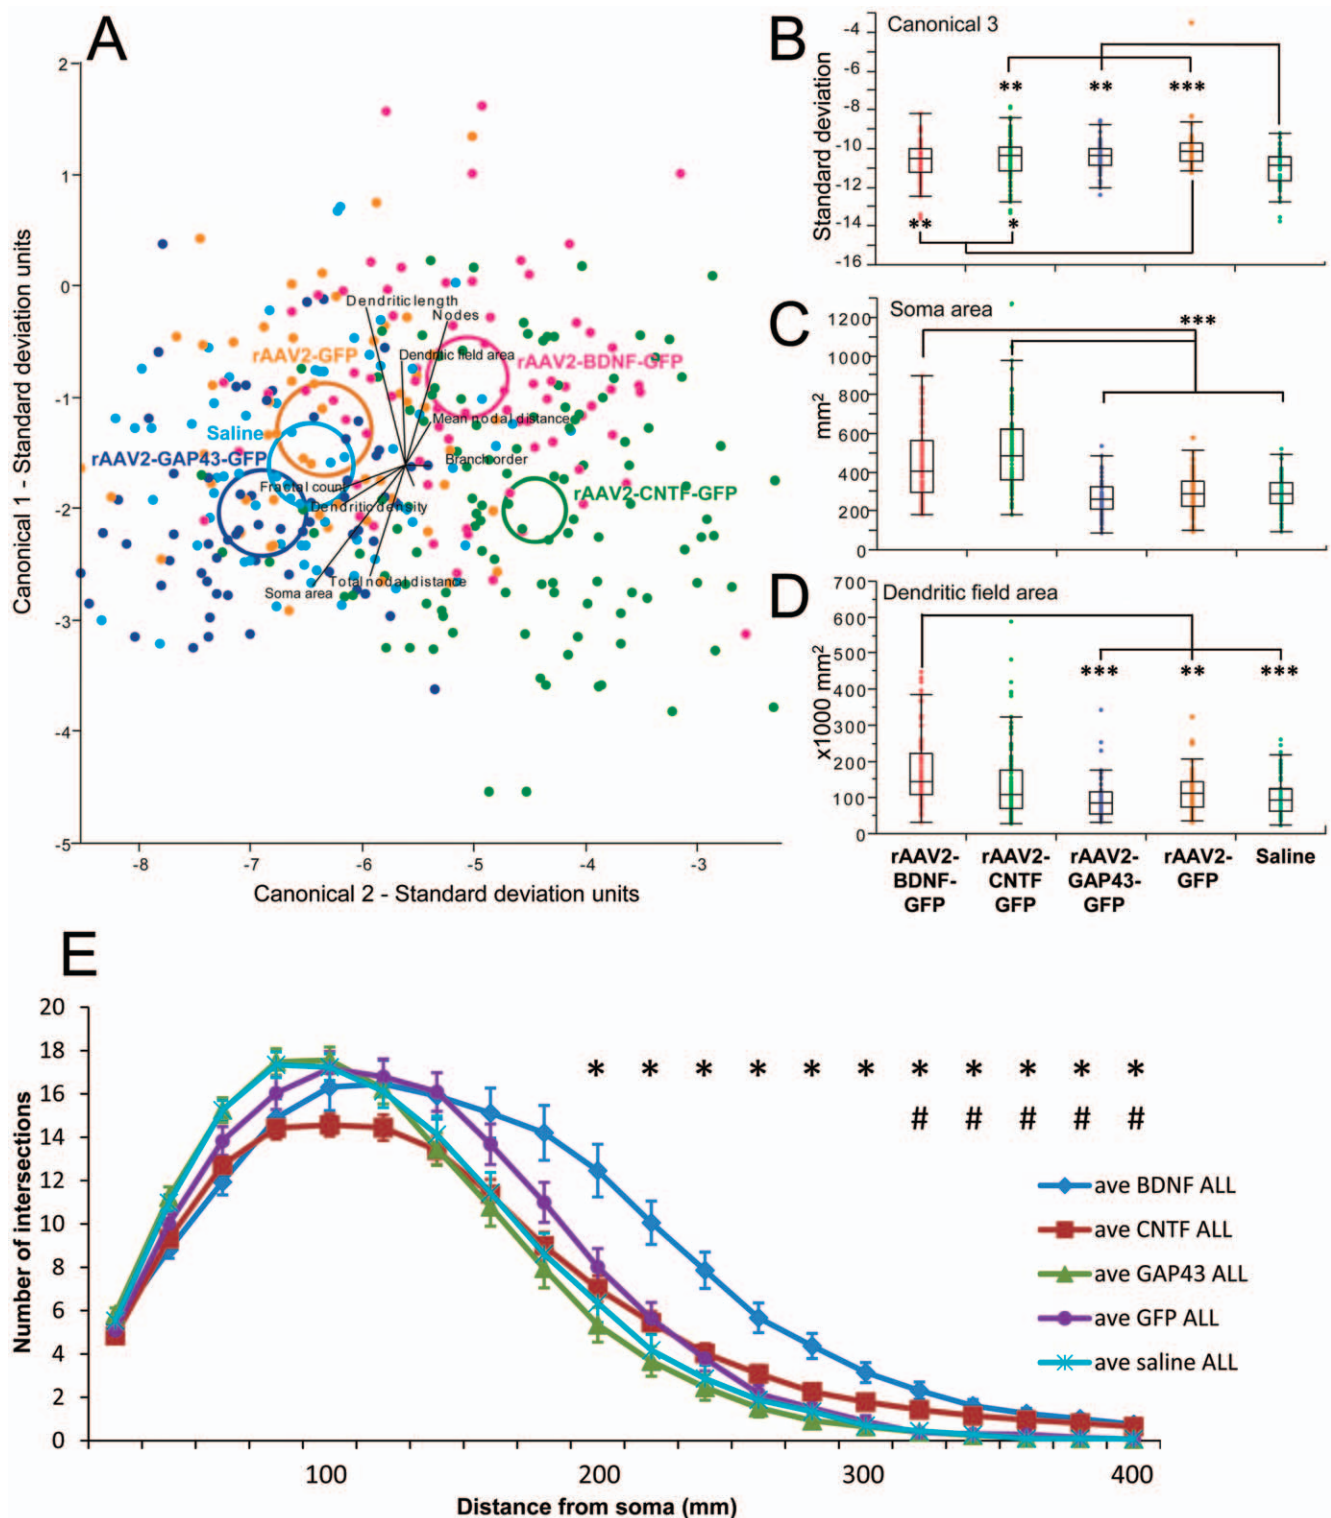 A
2
1
0
-1
-2
-3
-4
-5
Canonical 1 - Standard deviation units
Dendritic length
Nodes
rAAV2-GFP
Dendritic field area
rAAV2-BDNF-GFP
Mean nodal distance
Saline
rAAV2-GAP43-GFP
Branch order
Fractal count
rAAV2-CNTF-GFP
Dendritic density
Total nodal distance
Soma area
-8 -7 -6 -5 -4 -3
Canonical 2 - Standard deviation units
B
Canonical 3
Standard deviation
-4
-6
-8
-10
-12
-14
-16
** ** ***
** *
C
Soma area
mm²
1200
1000
800
600
400
200
0
***
D
Dendritic field area
x1000 mm²
700
600
500
400
300
200
100
0
*** ** ***
rAAV2- rAAV2- rAAV2- rAAV2- Saline
BDNF- CNTF GAP43- GFP
GFP GFP GFP
E
Number of intersections
20
18
16
14
12
10
8
6
4
2
0
* * * * * * * * * * *
# # # # #
ave BDNF ALL
ave CNTF ALL
ave GAP43 ALL
ave GFP ALL
ave saline ALL
100 200 300 400
Distance from soma (mm)